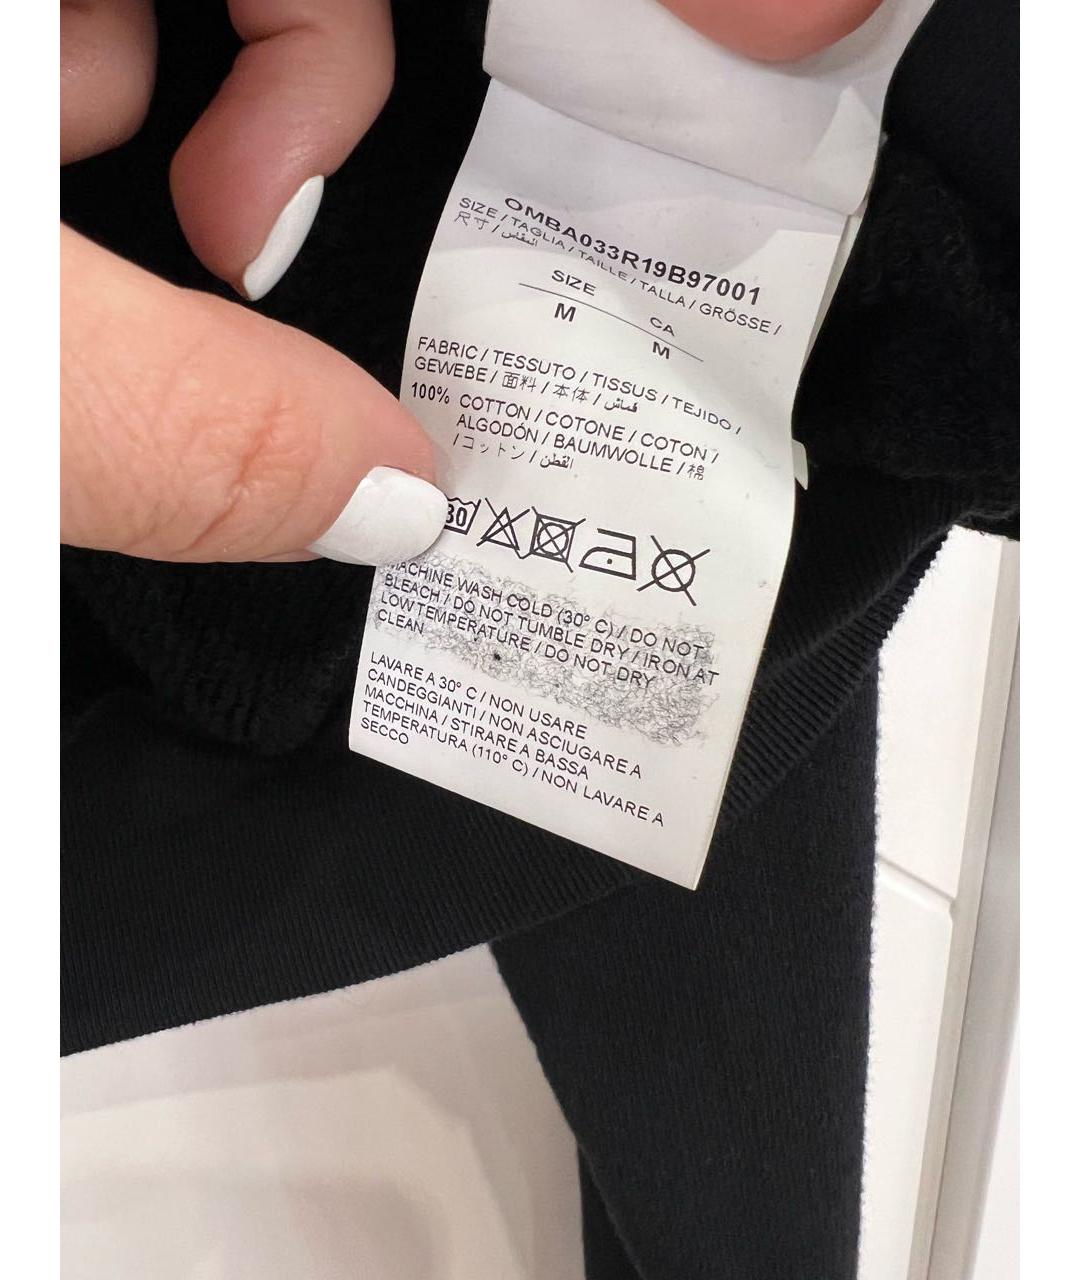 OMBA033R19B97001
SIZE / TAGLIA / TAILLE / TALLA / GRÖSSE /
尺寸 / المقاس
SIZE CA
M M
FABRIC / TESSUTO / TISSUS / TEJIDO /
GEWEBE / 面料 / 本体 / قماش
100% COTTON / COTONE / COTON /
ALGODÓN / BAUMWOLLE / 棉
/ コットン / القطن
30
MACHINE WASH COLD (30° C) / DO NOT
BLEACH / DO NOT TUMBLE DRY / IRON AT
LOW TEMPERATURE / DO NOT DRY
CLEAN
LAVARE A 30° C / NON USARE
CANDEGGIANTI / NON ASCIUGARE A
MACCHINA / STIRARE A BASSA
TEMPERATURA (110° C) / NON LAVARE A
SECCO